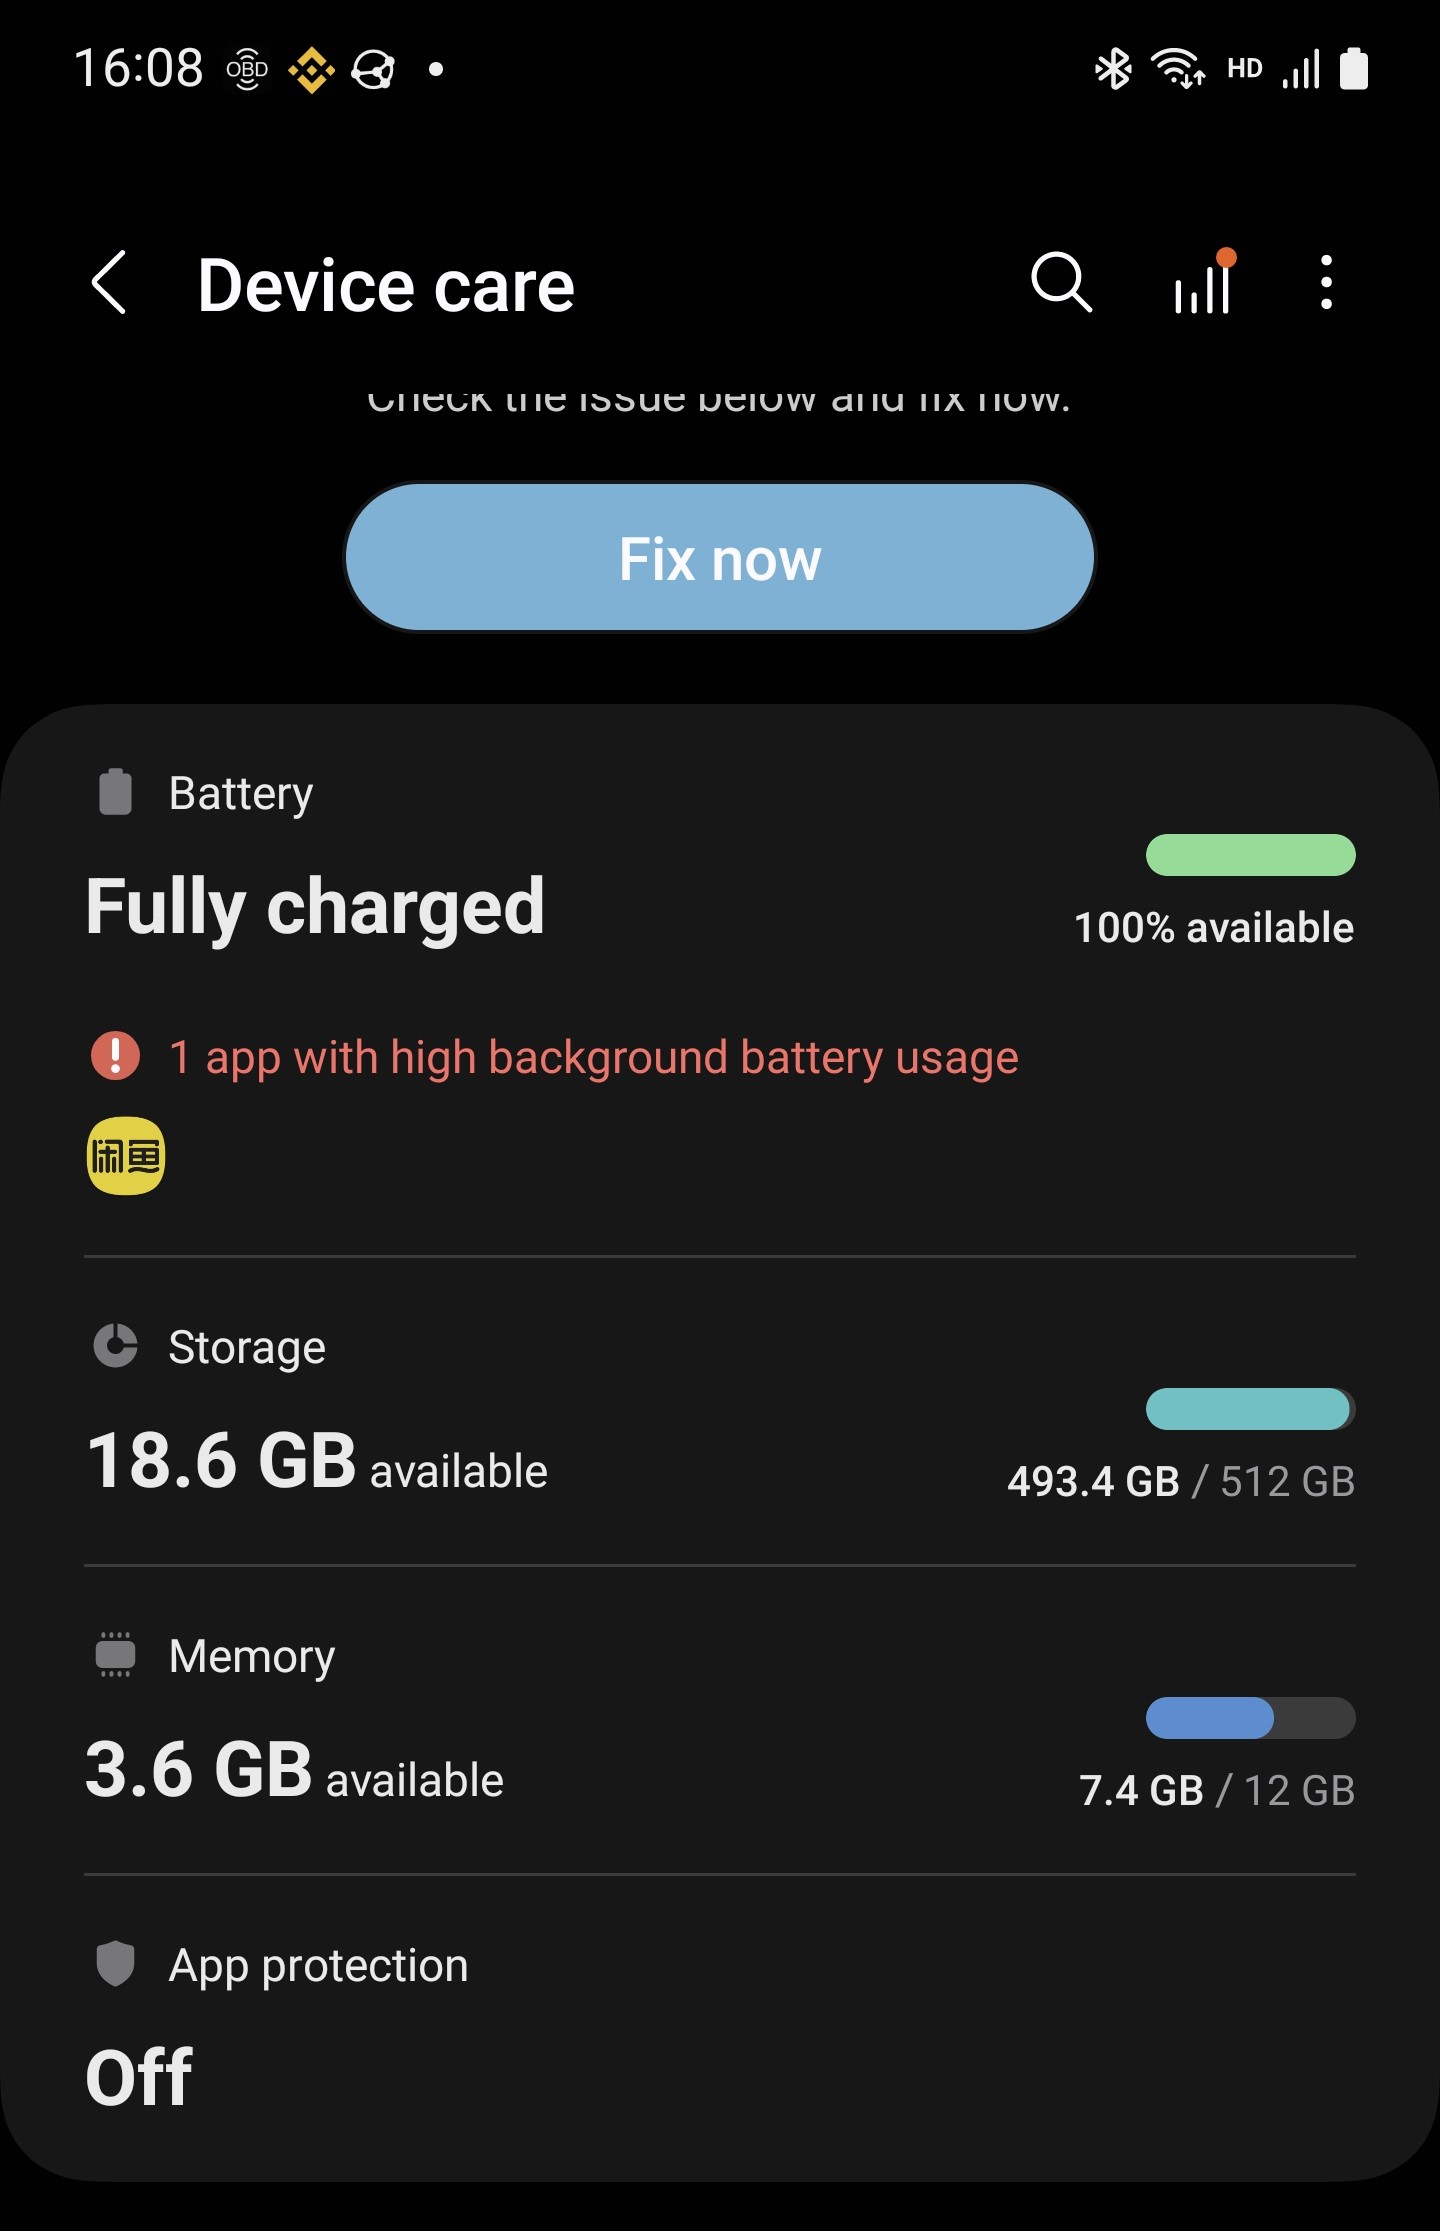 16:08 OBD HD
Device care
Check the issue below and fix now.
Fix now
Battery
Fully charged
100% available
1 app with high background battery usage
闲鱼
Storage
18.6 GB available
493.4 GB / 512 GB
Memory
3.6 GB available
7.4 GB / 12 GB
App protection
Off